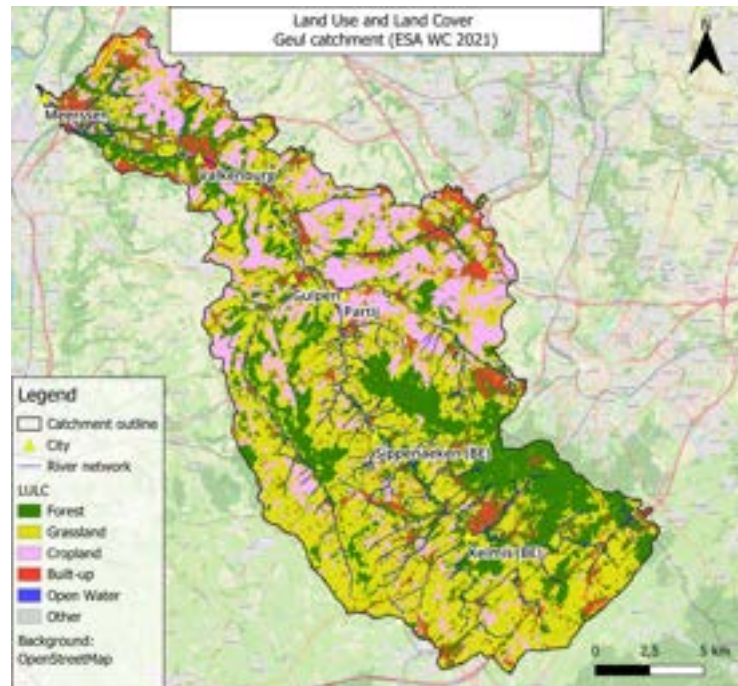 Land Use and Land Cover
Geul catchment (ESA WC 2021)
N
Meerssen
Valkenburg
Gulpen
Partij
Sippenaeken (BE)
Kelmis (BE)
Legend
Catchment outline
City
River network
LULC
Forest
Grassland
Cropland
Built-up
Open Water
Other
Background:
OpenStreetMap
0 2,5 5 km